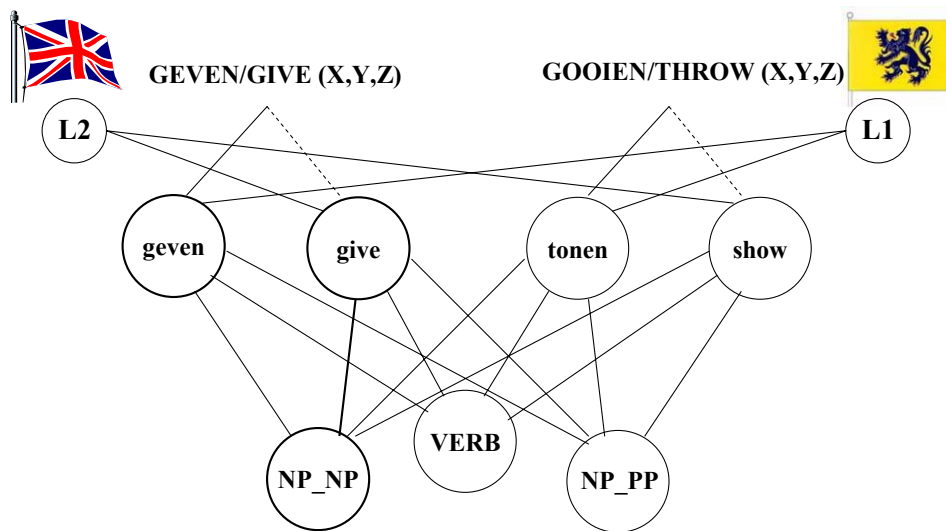 GEVEN/GIVE (X,Y,Z)
GOOIEN/THROW (X,Y,Z)
L2
L1
geven
give
tonen
show
VERB
NP_NP
NP_PP